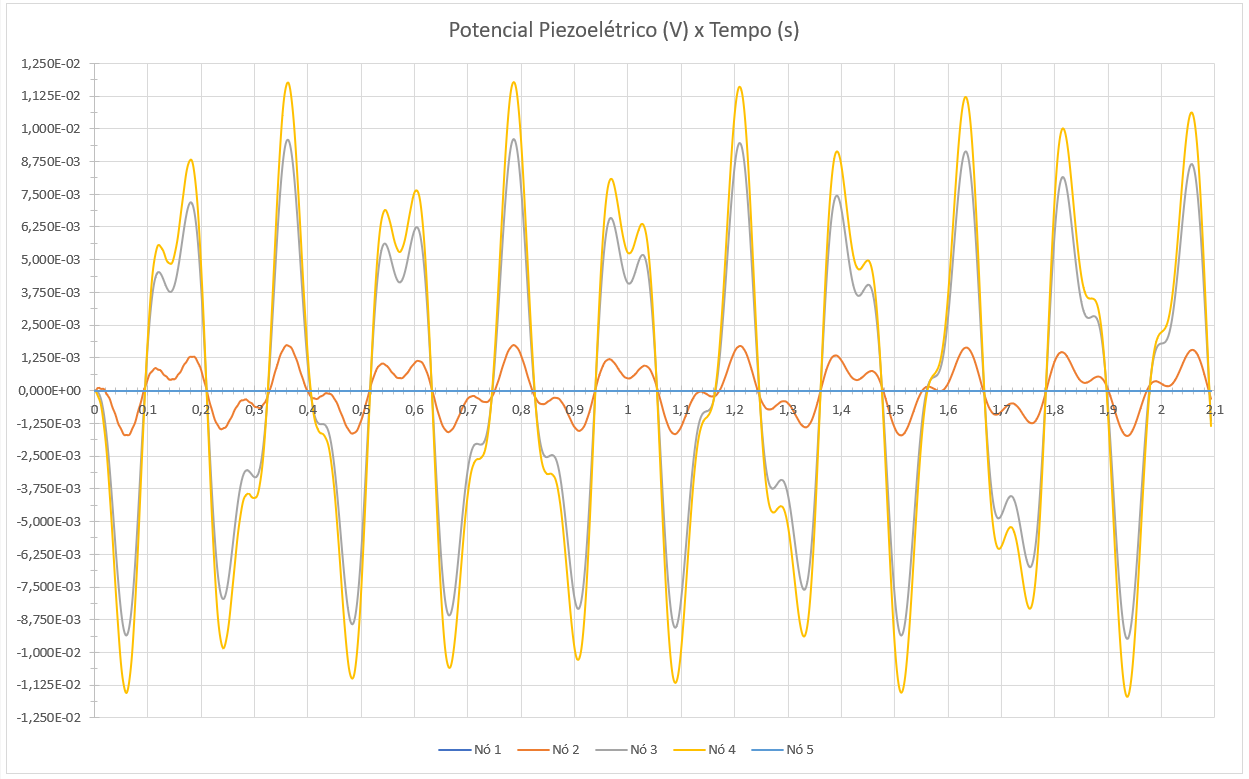 Potencial Piezoelétrico (V) x Tempo (s)
1,250E-02
1,125E-02
1,000E-02
8,750E-03
7,500E-03
6,250E-03
5,000E-03
3,750E-03
2,500E-03
1,250E-03
0,000E+00
0 0,1 0,2 0,3 0,4 0,5 0,6 0,7 0,8 0,9 1 1,1 1,2 1,3 1,4 1,5 1,6 1,7 1,8 1,9 2 2,1
-1,250E-03
-2,500E-03
-3,750E-03
-5,000E-03
-6,250E-03
-7,500E-03
-8,750E-03
-1,000E-02
-1,125E-02
-1,250E-02
Nó 1 Nó 2 Nó 3 Nó 4 Nó 5